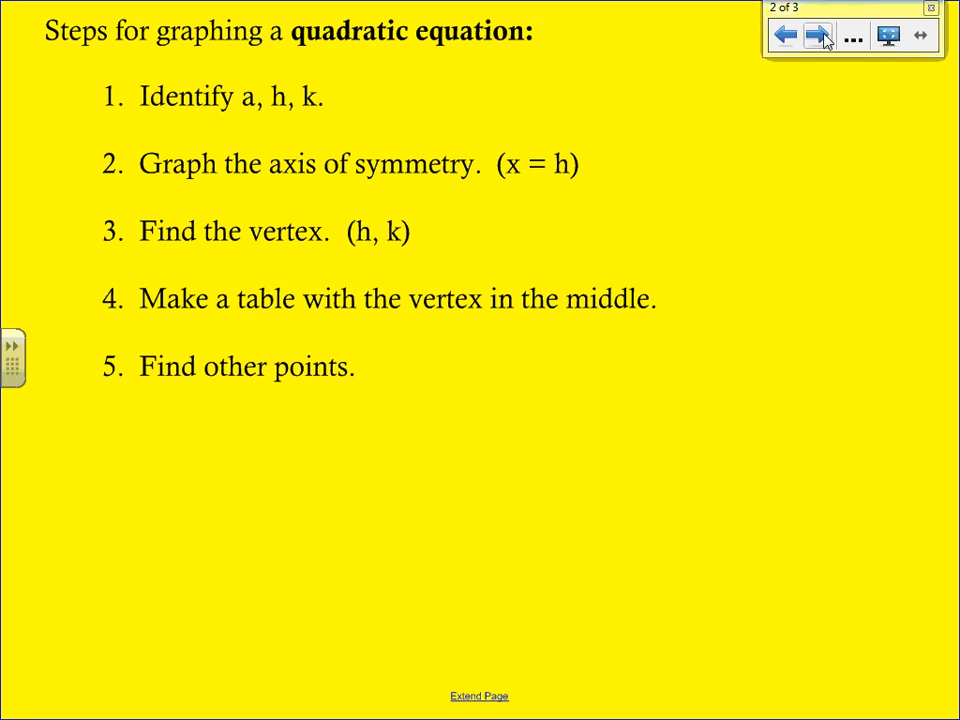 Steps for graphing a quadratic equation:
2 of 3
...
1. Identify a, h, k.
2. Graph the axis of symmetry. (x = h)
3. Find the vertex. (h, k)
4. Make a table with the vertex in the middle.
5. Find other points.
Extend Page